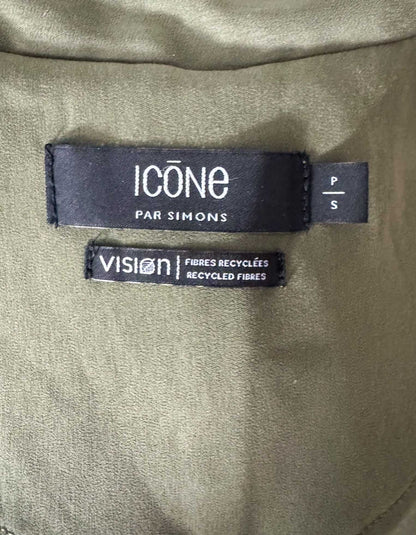 ICŌNE
PAR SIMONS
P
S
VISION
FIBRES RECYCLÉES
RECYCLED FIBRES